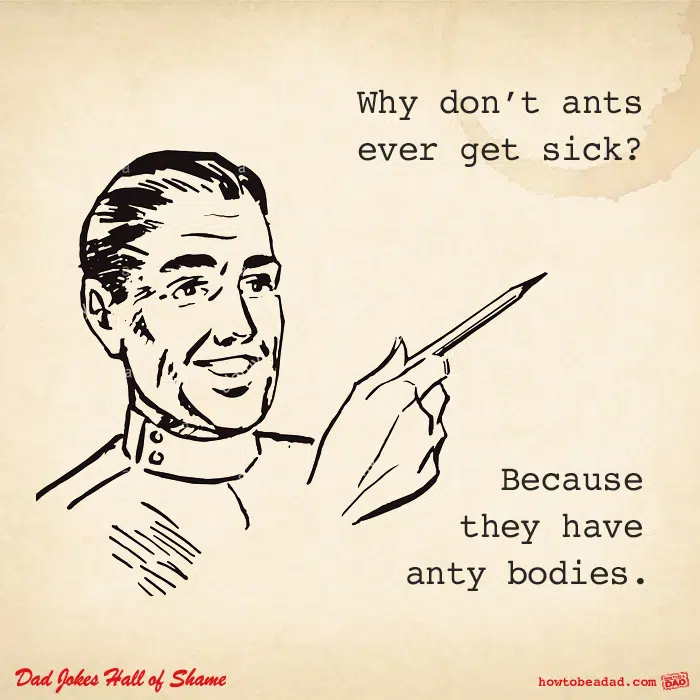 Why don't ants
ever get sick?
Because
they have
anty bodies.
Dad Jokes Hall of Shame
howtobeadad.com